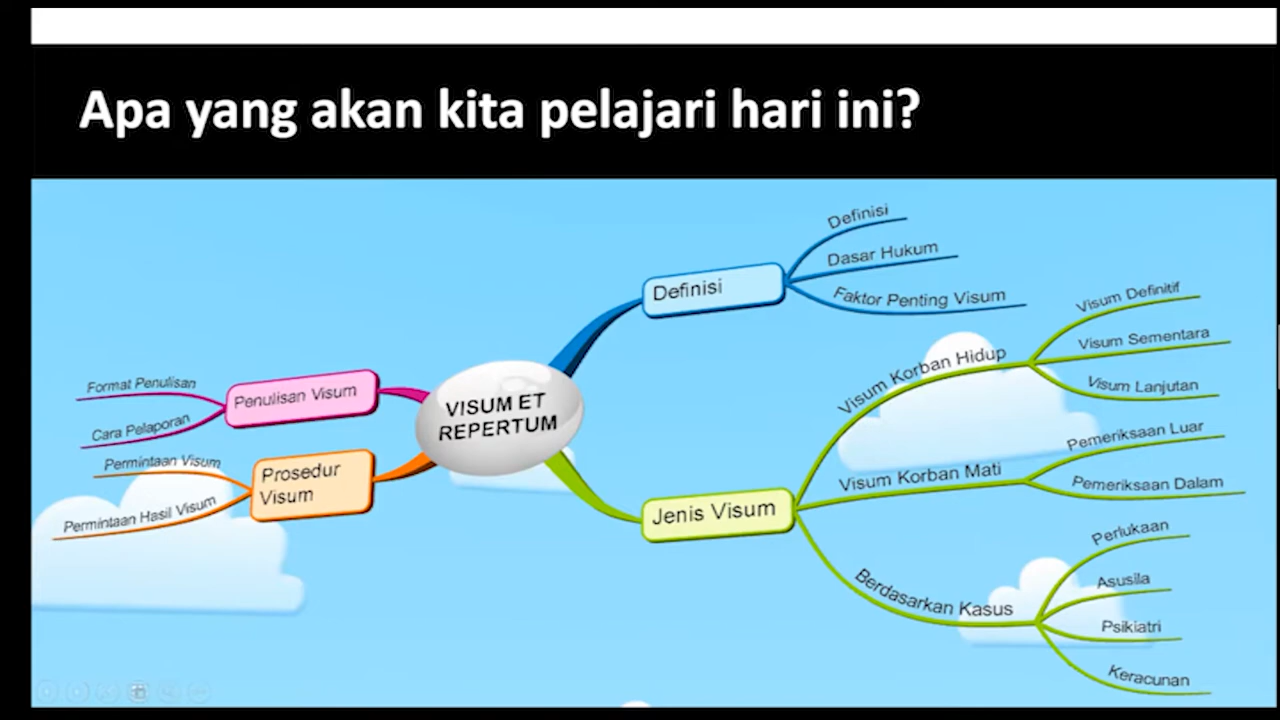 Apa yang akan kita pelajari hari ini?
VISUM ET
REPERTUM
Definisi
Definisi
Dasar Hukum
Faktor Penting Visum
Jenis Visum
Visum Korban Hidup
Visum Definitif
Visum Sementara
Visum Lanjutan
Visum Korban Mati
Pemeriksaan Luar
Pemeriksaan Dalam
Berdasarkan Kasus
Perlukaan
Asusila
Psikiatri
Keracunan
Penulisan Visum
Format Penulisan
Cara Pelaporan
Prosedur
Visum
Permintaan Visum
Permintaan Hasil Visum